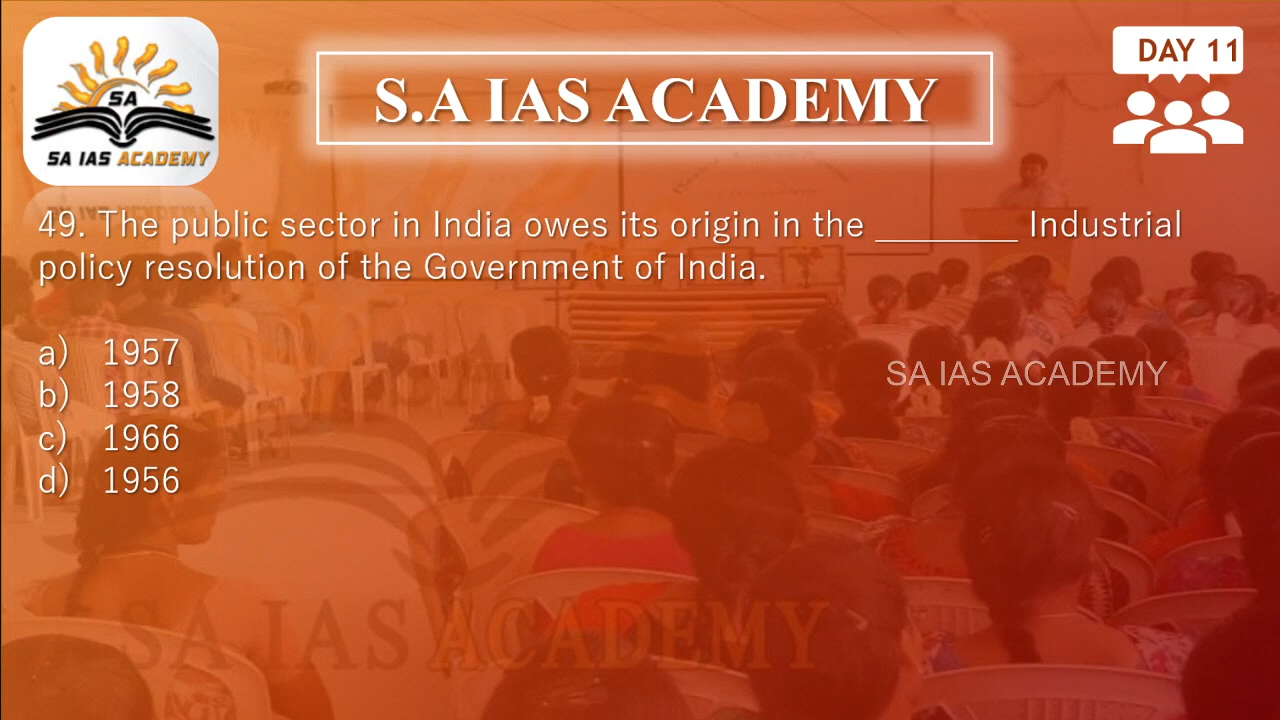 DAY 11
S.A IAS ACADEMY
SA
SA IAS ACADEMY
49. The public sector in India owes its origin in the ________ Industrial
policy resolution of the Government of India.
a) 1957
b) 1958
c) 1966
d) 1956
SA IAS ACADEMY
SA IAS ACADEMY